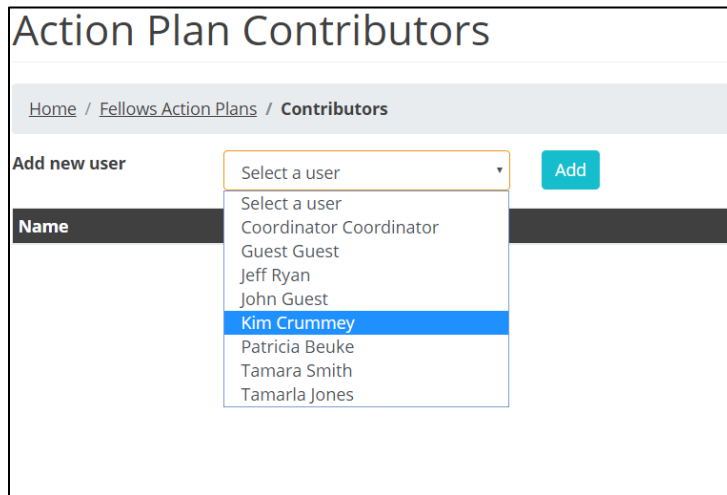 Action Plan Contributors
Home / Fellows Action Plans / Contributors
Add new user
Select a user
Add
Name
Select a user
Coordinator Coordinator
Guest Guest
Jeff Ryan
John Guest
Kim Crummey
Patricia Beuke
Tamara Smith
Tamarla Jones